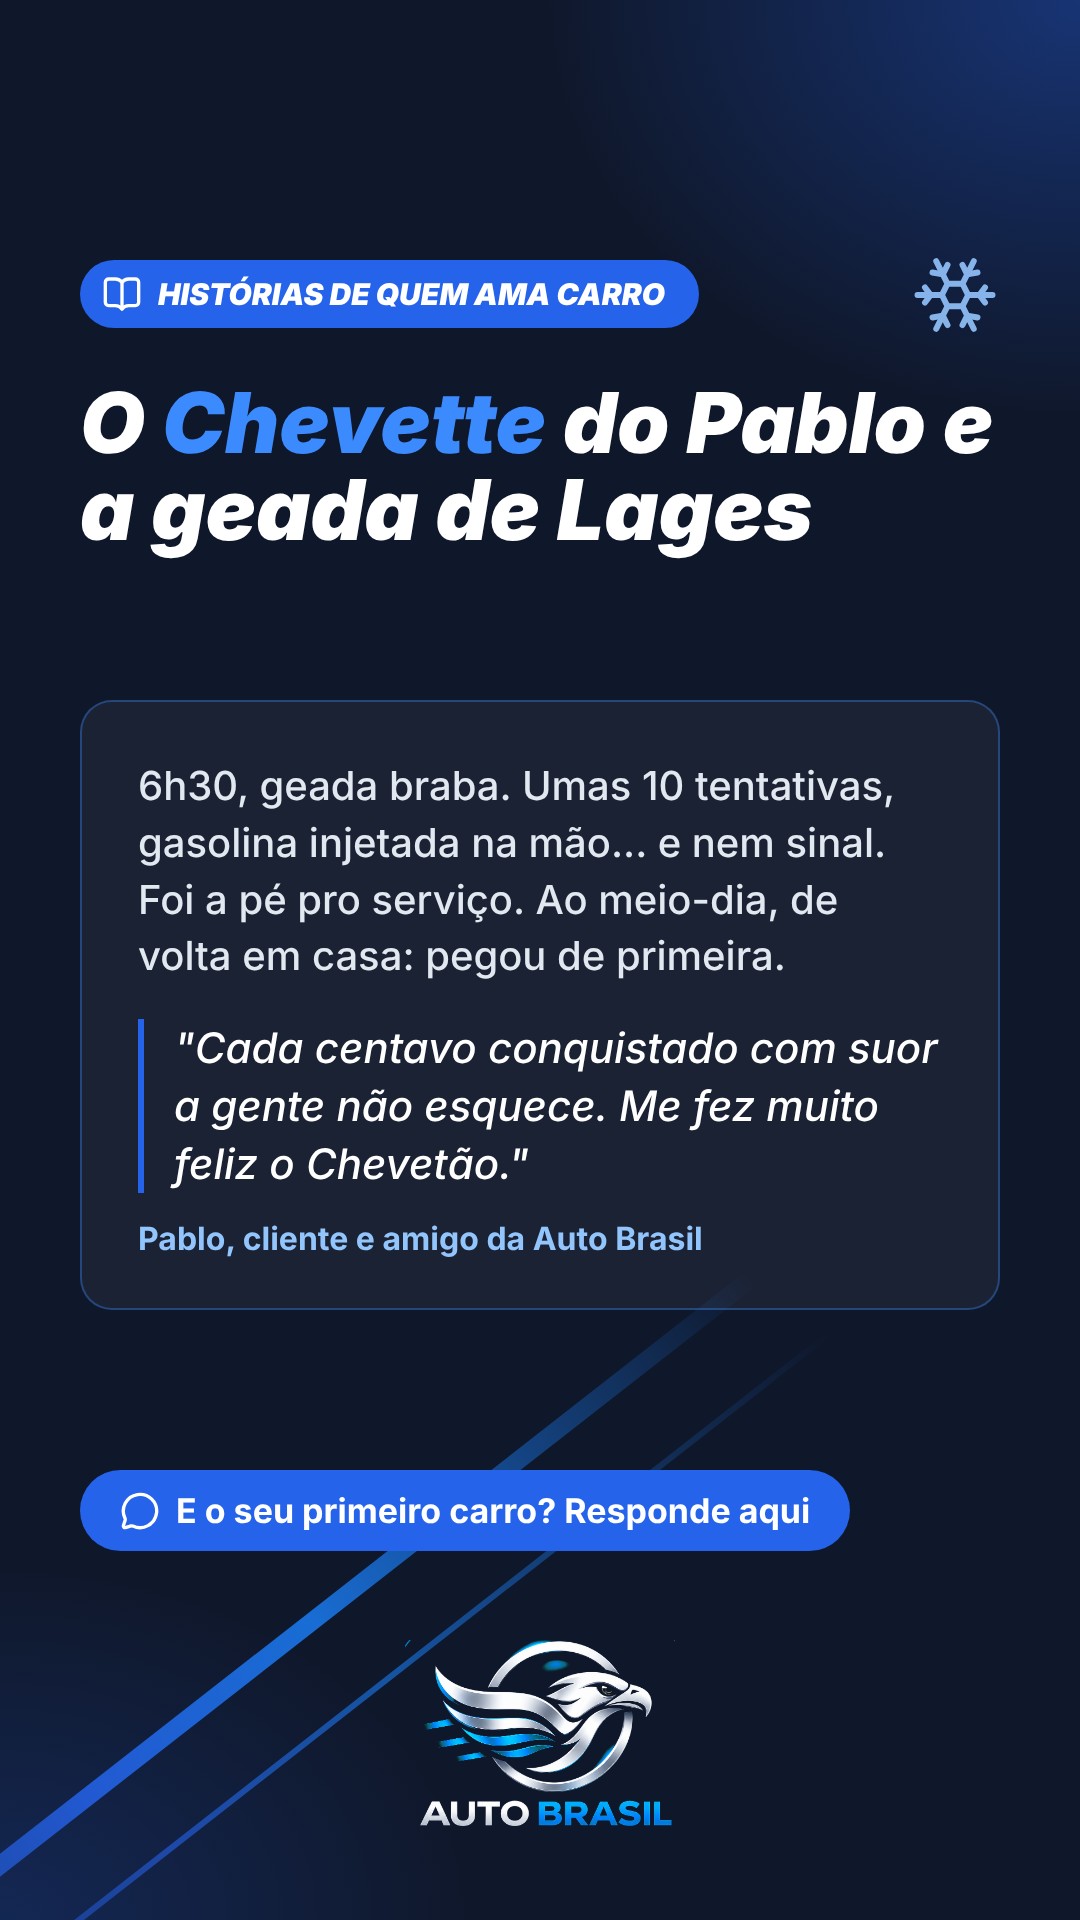 HISTÓRIAS DE QUEM AMA CARRO
O Chevette do Pablo e
a geada de Lages
6h30, geada braba. Umas 10 tentativas,
gasolina injetada na mão... e nem sinal.
Foi a pé pro serviço. Ao meio-dia, de
volta em casa: pegou de primeira.
"Cada centavo conquistado com suor
a gente não esquece. Me fez muito
feliz o Chevetão."
Pablo, cliente e amigo da Auto Brasil
E o seu primeiro carro? Responde aqui
AUTO BRASIL